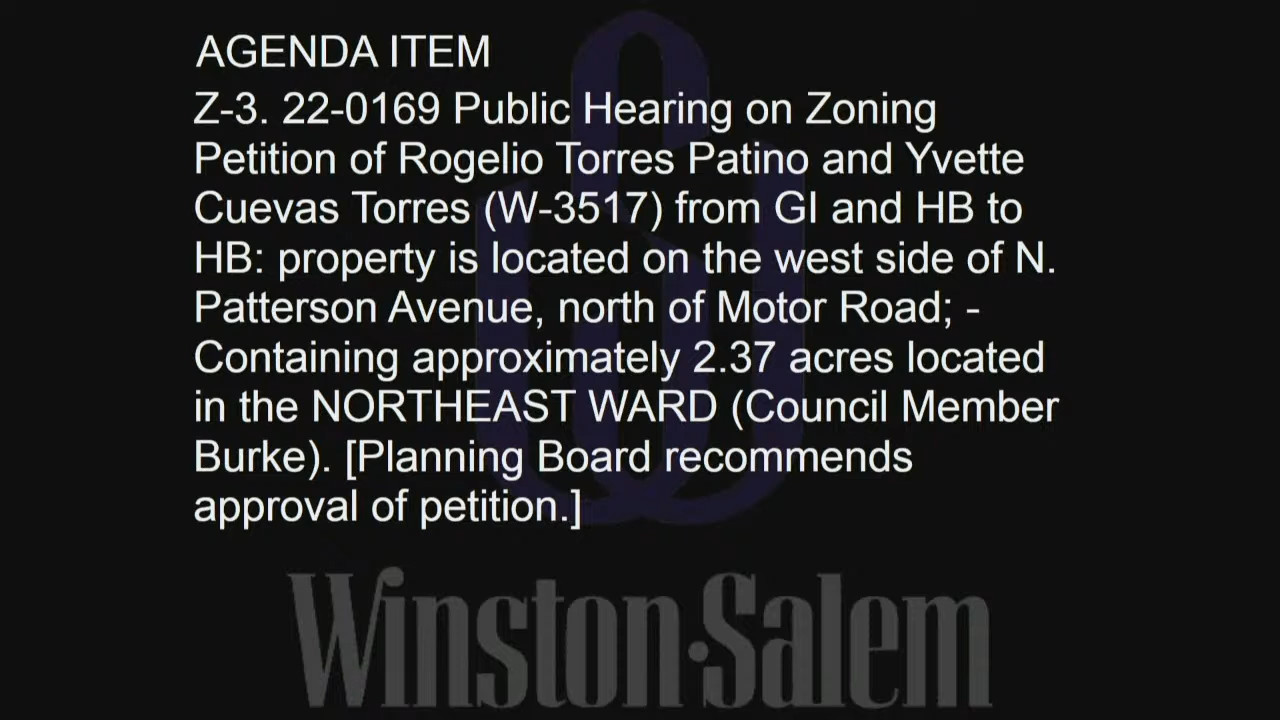 AGENDA ITEM
Z-3. 22-0169 Public Hearing on Zoning
Petition of Rogelio Torres Patino and Yvette
Cuevas Torres (W-3517) from GI and HB to
HB: property is located on the west side of N.
Patterson Avenue, north of Motor Road; -
Containing approximately 2.37 acres located
in the NORTHEAST WARD (Council Member
Burke). [Planning Board recommends
approval of petition.]
Winston·Salem